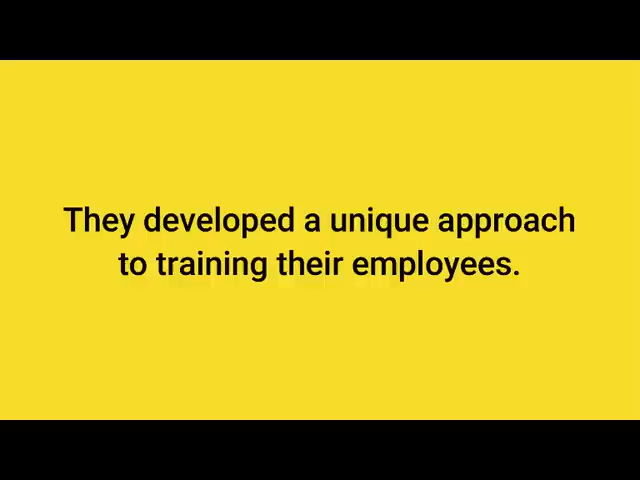 They developed a unique approach
to training their employees.